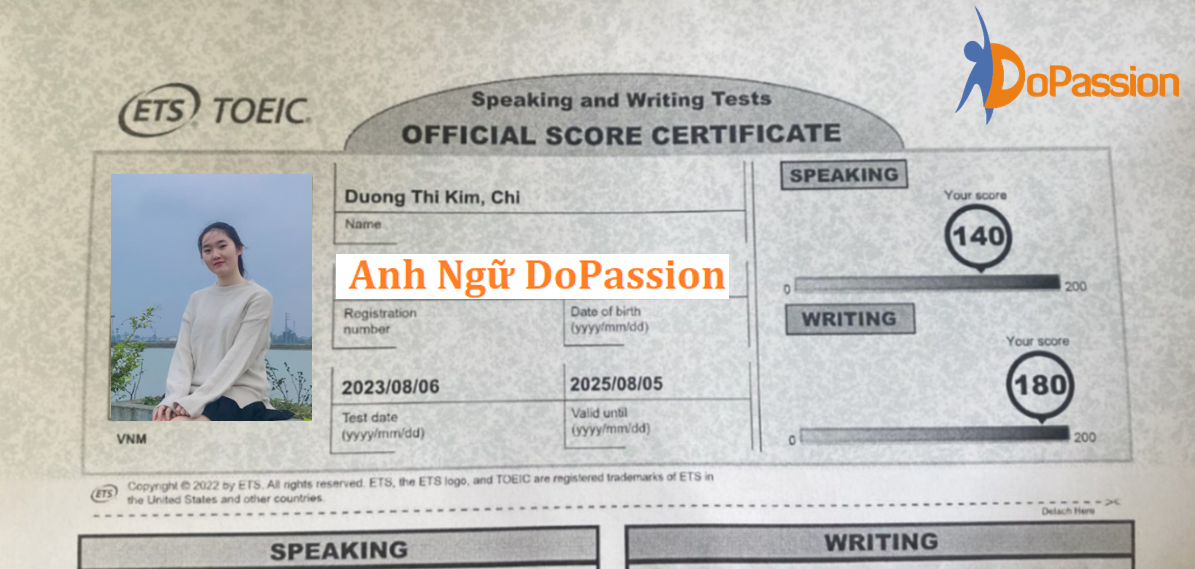 DoPassion
ETS TOEIC®
Speaking and Writing Tests
OFFICIAL SCORE CERTIFICATE
Duong Thi Kim, Chi
Name
Anh Ngữ DoPassion
Registration
number
Date of birth
(yyyy/mm/dd)
2023/08/06
Test date
(yyyy/mm/dd)
2025/08/05
Valid until
(yyyy/mm/dd)
VNM
SPEAKING
Your score
140
0
200
WRITING
Your score
180
0
200
ETS
Copyright © 2022 by ETS. All rights reserved. ETS, the ETS logo, and TOEIC are registered trademarks of ETS in
the United States and other countries.
Detach Here
SPEAKING
WRITING